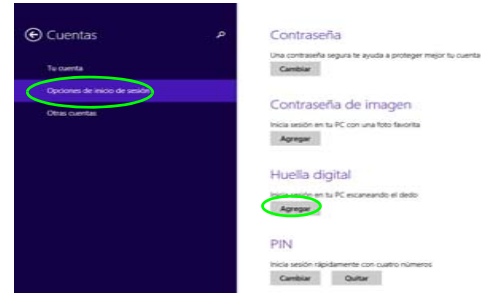 Cuentas
Tu cuenta
Opciones de inicio de sesión
Otras cuentas
Contraseña
Una contraseña segura te ayuda a proteger mejor tu cuenta
Cambiar
Contraseña de imagen
Inicia sesión en tu PC con una foto favorita
Agregar
Huella digital
Inicia sesión en tu PC escaneando el dedo
Agregar
PIN
Inicia sesión rápidamente con cuatro números
Cambiar Quitar